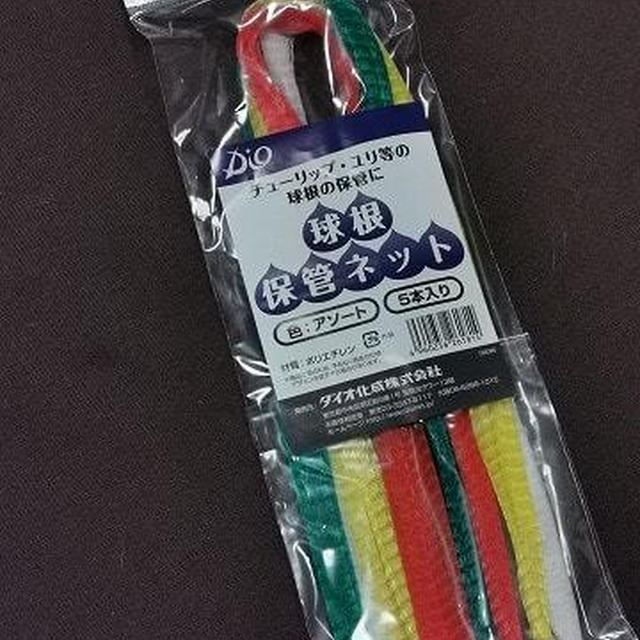 Dio
チューリップ・ユリ等の
球根の保管に
球根
保管ネット
色：アソート
5本入り
材質：ポリエチレン
ダイオ化成株式会社